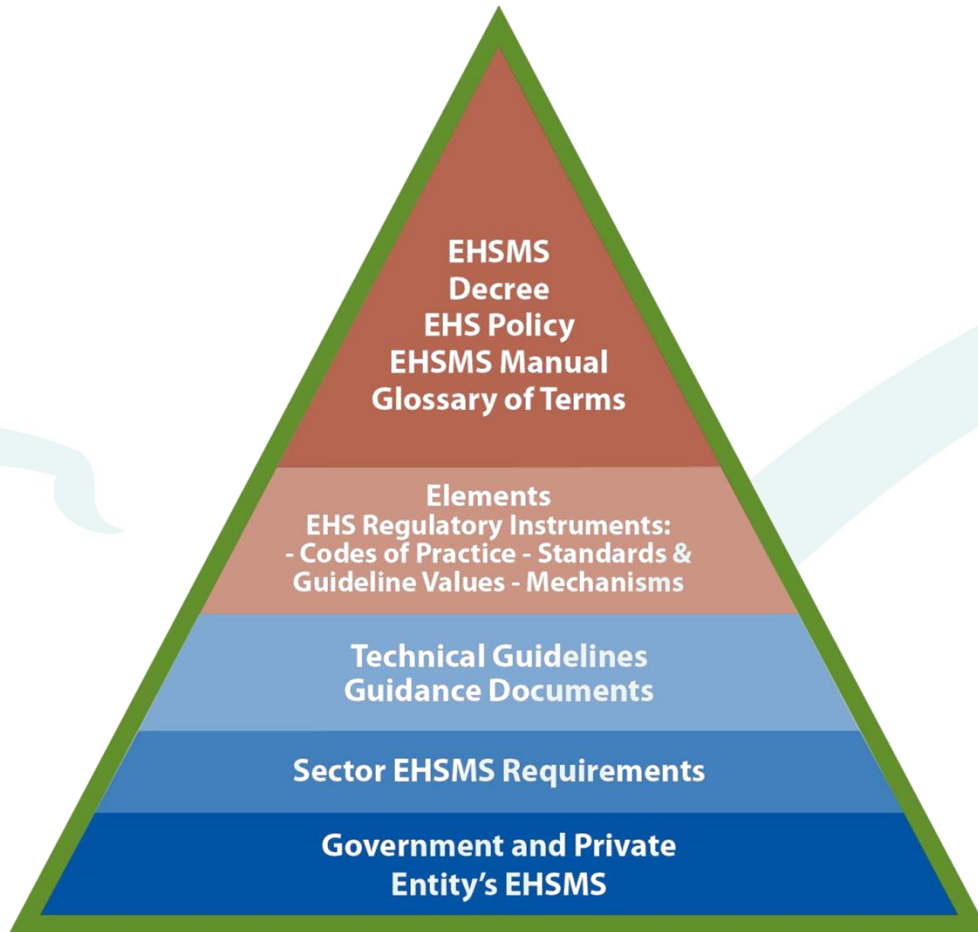 EHSMS
Decree
EHS Policy
EHSMS Manual
Glossary of Terms
Elements
EHS Regulatory Instruments:
- Codes of Practice - Standards &
Guideline Values - Mechanisms
Technical Guidelines
Guidance Documents
Sector EHSMS Requirements
Government and Private
Entity’s EHSMS